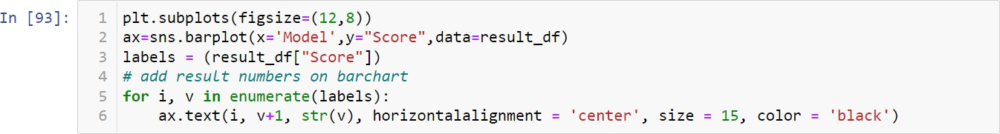 In [93]:
1 plt.subplots(figsize=(12,8))
2 ax=sns.barplot(x='Model',y="Score",data=result_df)
3 labels = (result_df["Score"])
4 # add result numbers on barchart
5 for i, v in enumerate(labels):
6     ax.text(i, v+1, str(v), horizontalalignment = 'center', size = 15, color = 'black')